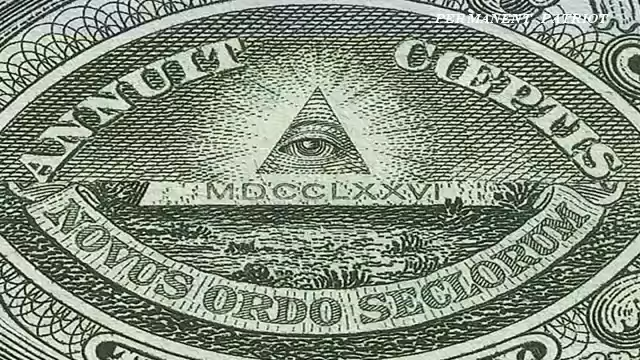 PERMANENT PATRIOT
ANNUIT CŒPTIS
MDCCLXXVI
NOVUS ORDO SECLORUM